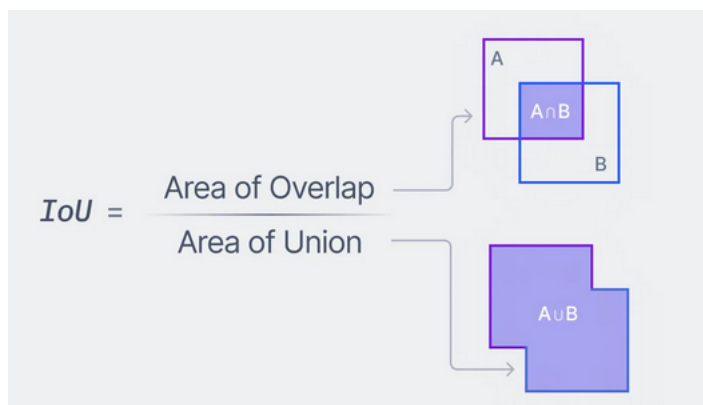 A
A∩B
B
Area of Overlap
IoU =
Area of Union
A∪B